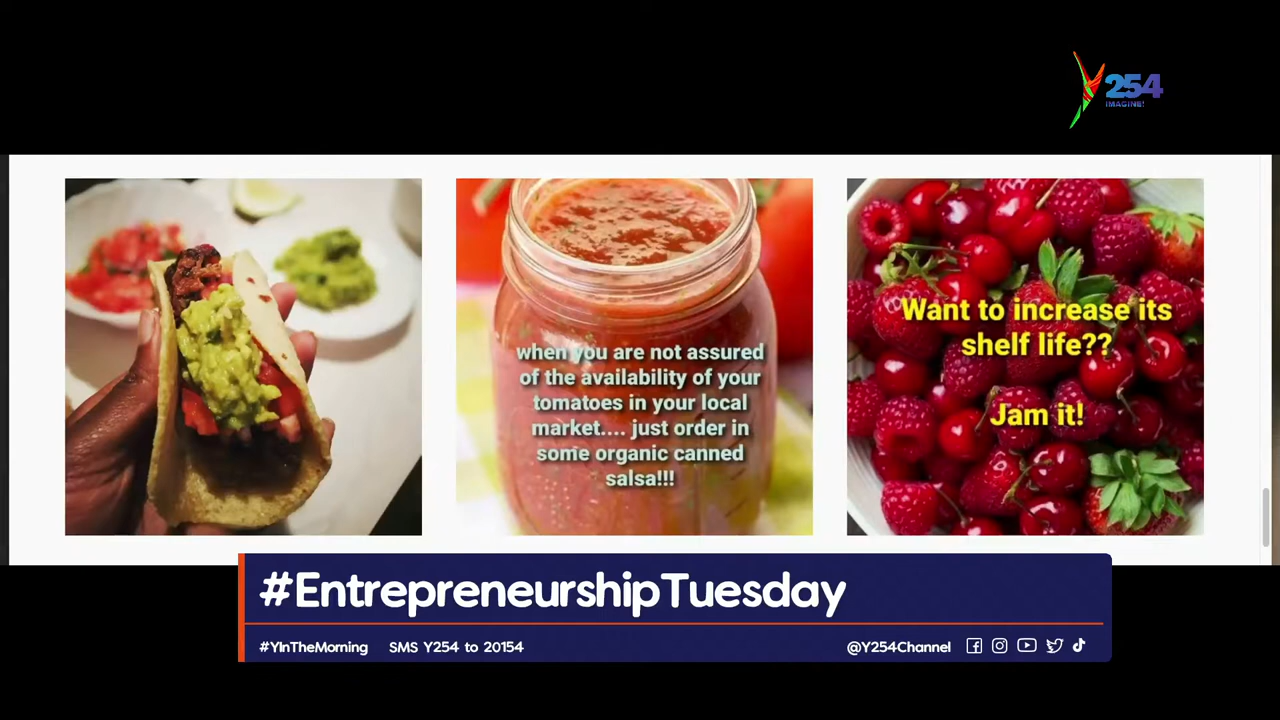 Y254
IMAGINE!
when you are not assured
of the availability of your
tomatoes in your local
market.... just order in
some organic canned
salsa!!!
Want to increase its
shelf life??
Jam it!
#EntrepreneurshipTuesday
#YInTheMorning SMS Y254 to 20154 @Y254Channel